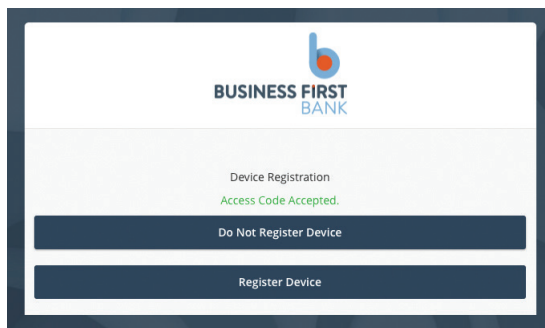 BUSINESS FIRST
BANK
Device Registration
Access Code Accepted.
Do Not Register Device
Register Device